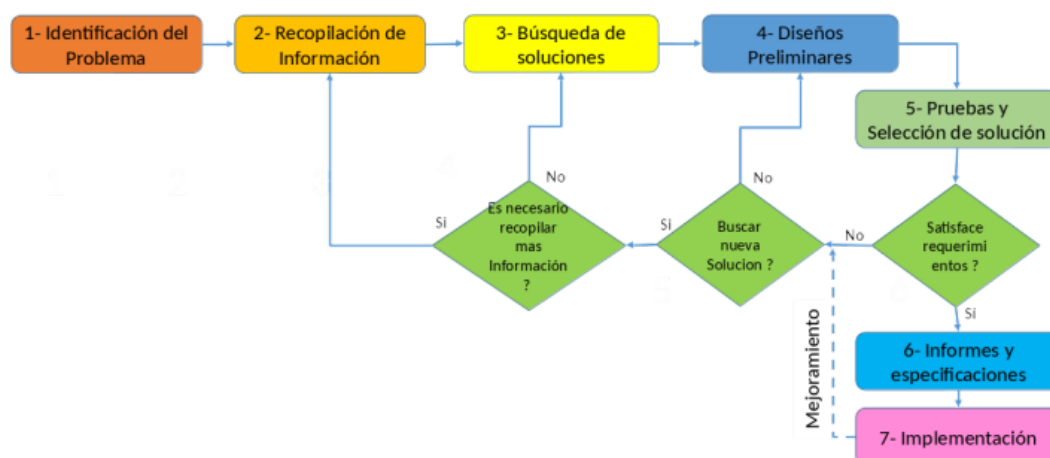 1- Identificación del
Problema
2- Recopilación de
Información
3- Búsqueda de
soluciones
4- Diseños
Preliminares
5- Pruebas y
Selección de solución
No
No
Si
Es necesario
recopilar
mas
Información
?
Si
Buscar
nueva
Solucion ?
No
Satisface
requerimi
entos ?
Si
Mejoramiento
6- Informes y
especificaciones
7- Implementación